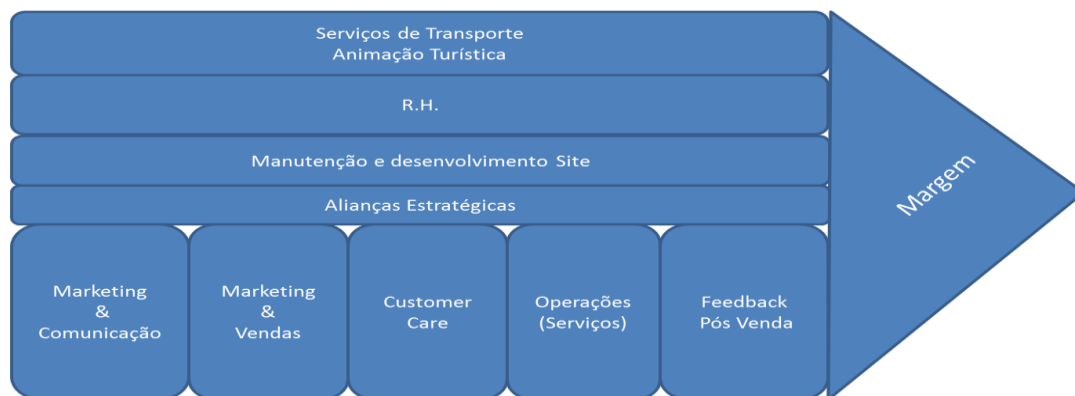 Serviços de Transporte
Animação Turística
R.H.
Manutenção e desenvolvimento Site
Alianças Estratégicas
Marketing
&
Comunicação
Marketing
&
Vendas
Customer
Care
Operações
(Serviços)
Feedback
Pós Venda
Margem